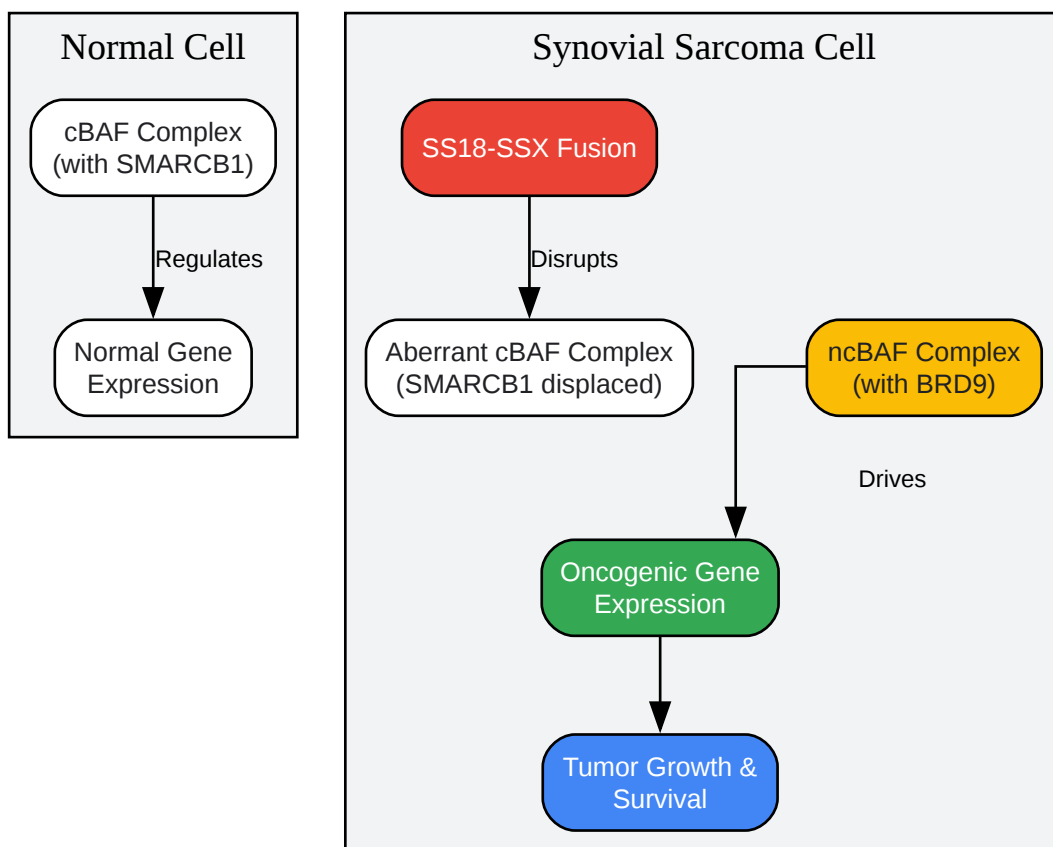 Normal Cell
cBAF Complex
(with SMARCB1)
Regulates
Normal Gene
Expression
Synovial Sarcoma Cell
SS18-SSX Fusion
Disrupts
Aberrant cBAF Complex
(SMARCB1 displaced)
ncBAF Complex
(with BRD9)
Drives
Oncogenic Gene
Expression
Tumor Growth &
Survival